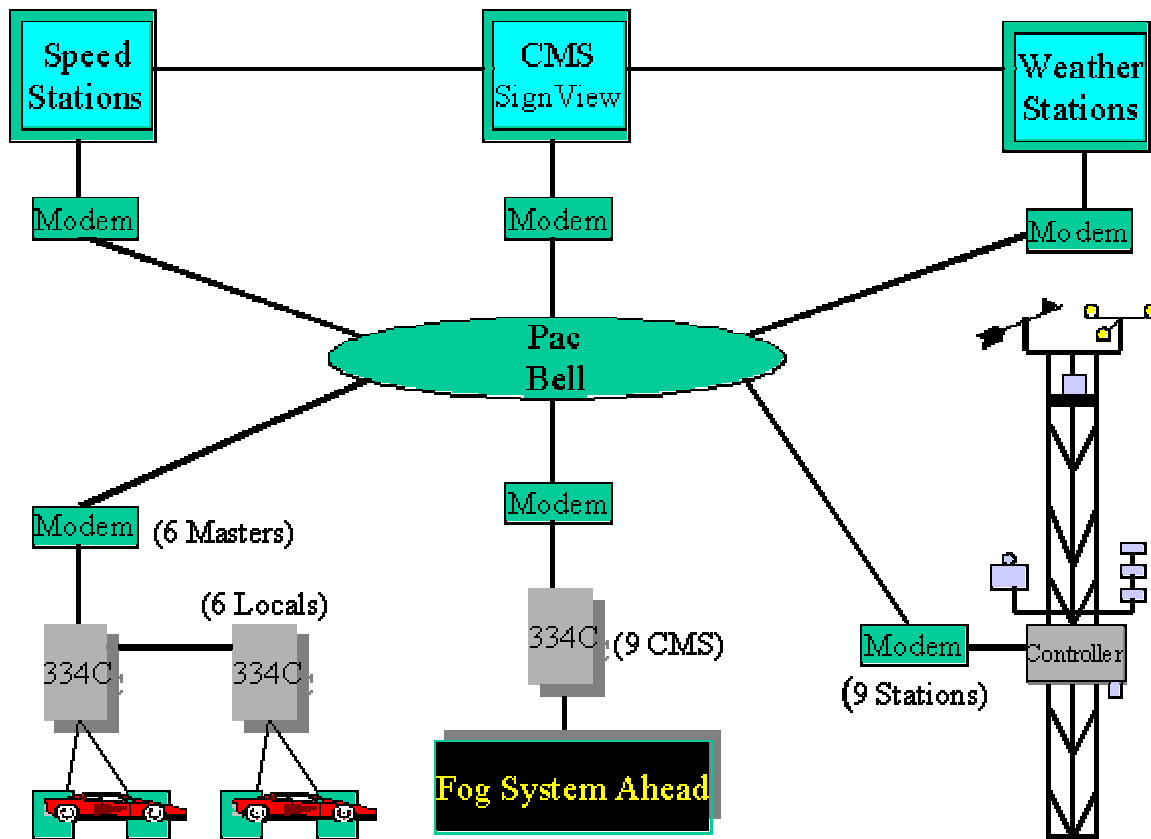 Speed
Stations
CMS
SignView
Weather
Stations
Modem
Modem
Modem
Pac
Bell
Modem
(6 Masters)
Modem
(6 Locals)
334C
334C
334C
(9 CMS)
Modem
(9 Stations)
Controller
Fog System Ahead